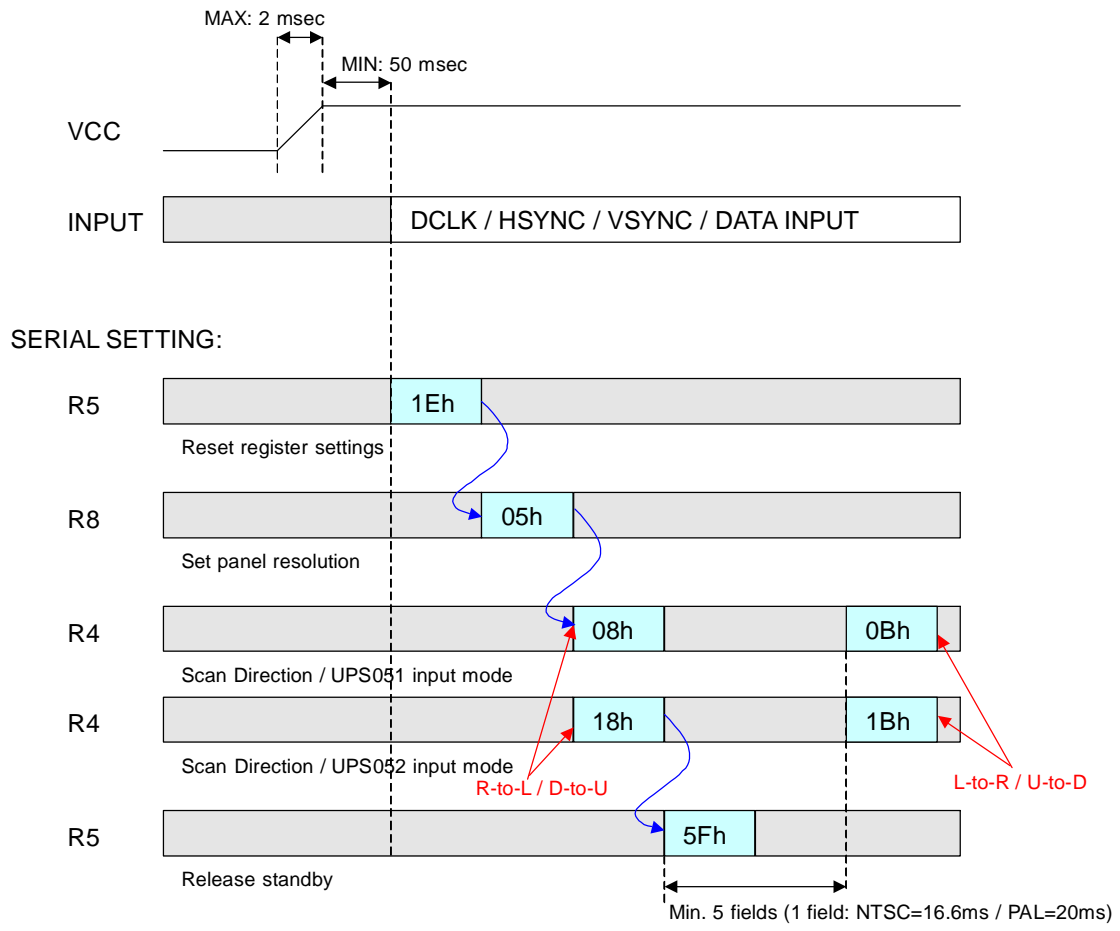 MAX: 2 msec
MIN: 50 msec
VCC
INPUT
DCLK / HSYNC / VSYNC / DATA INPUT
SERIAL SETTING:
R5
1Eh
Reset register settings
R8
05h
Set panel resolution
R4
08h
0Bh
Scan Direction / UPS051 input mode
R4
18h
1Bh
Scan Direction / UPS052 input mode
R-to-L / D-to-U
L-to-R / U-to-D
R5
5Fh
Release standby
Min. 5 fields (1 field: NTSC=16.6ms / PAL=20ms)